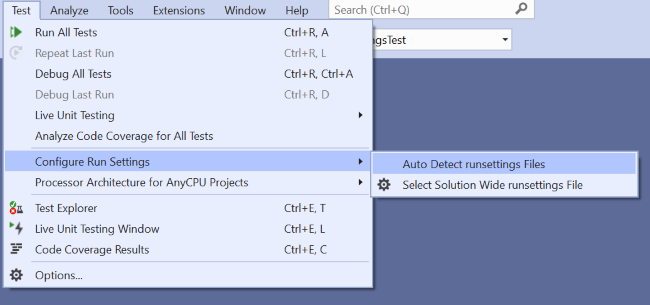 Test Analyze Tools Extensions Window Help Search (Ctrl+Q)
Run All Tests Ctrl+R, A
ngsTest
Repeat Last Run Ctrl+R, L
Debug All Tests Ctrl+R, Ctrl+A
Debug Last Run Ctrl+R, D
Live Unit Testing
Analyze Code Coverage for All Tests
Configure Run Settings
Auto Detect runsettings Files
Processor Architecture for AnyCPU Projects
Select Solution Wide runsettings File
Test Explorer Ctrl+E, T
Live Unit Testing Window Ctrl+E, L
Code Coverage Results Ctrl+E, C
Options...